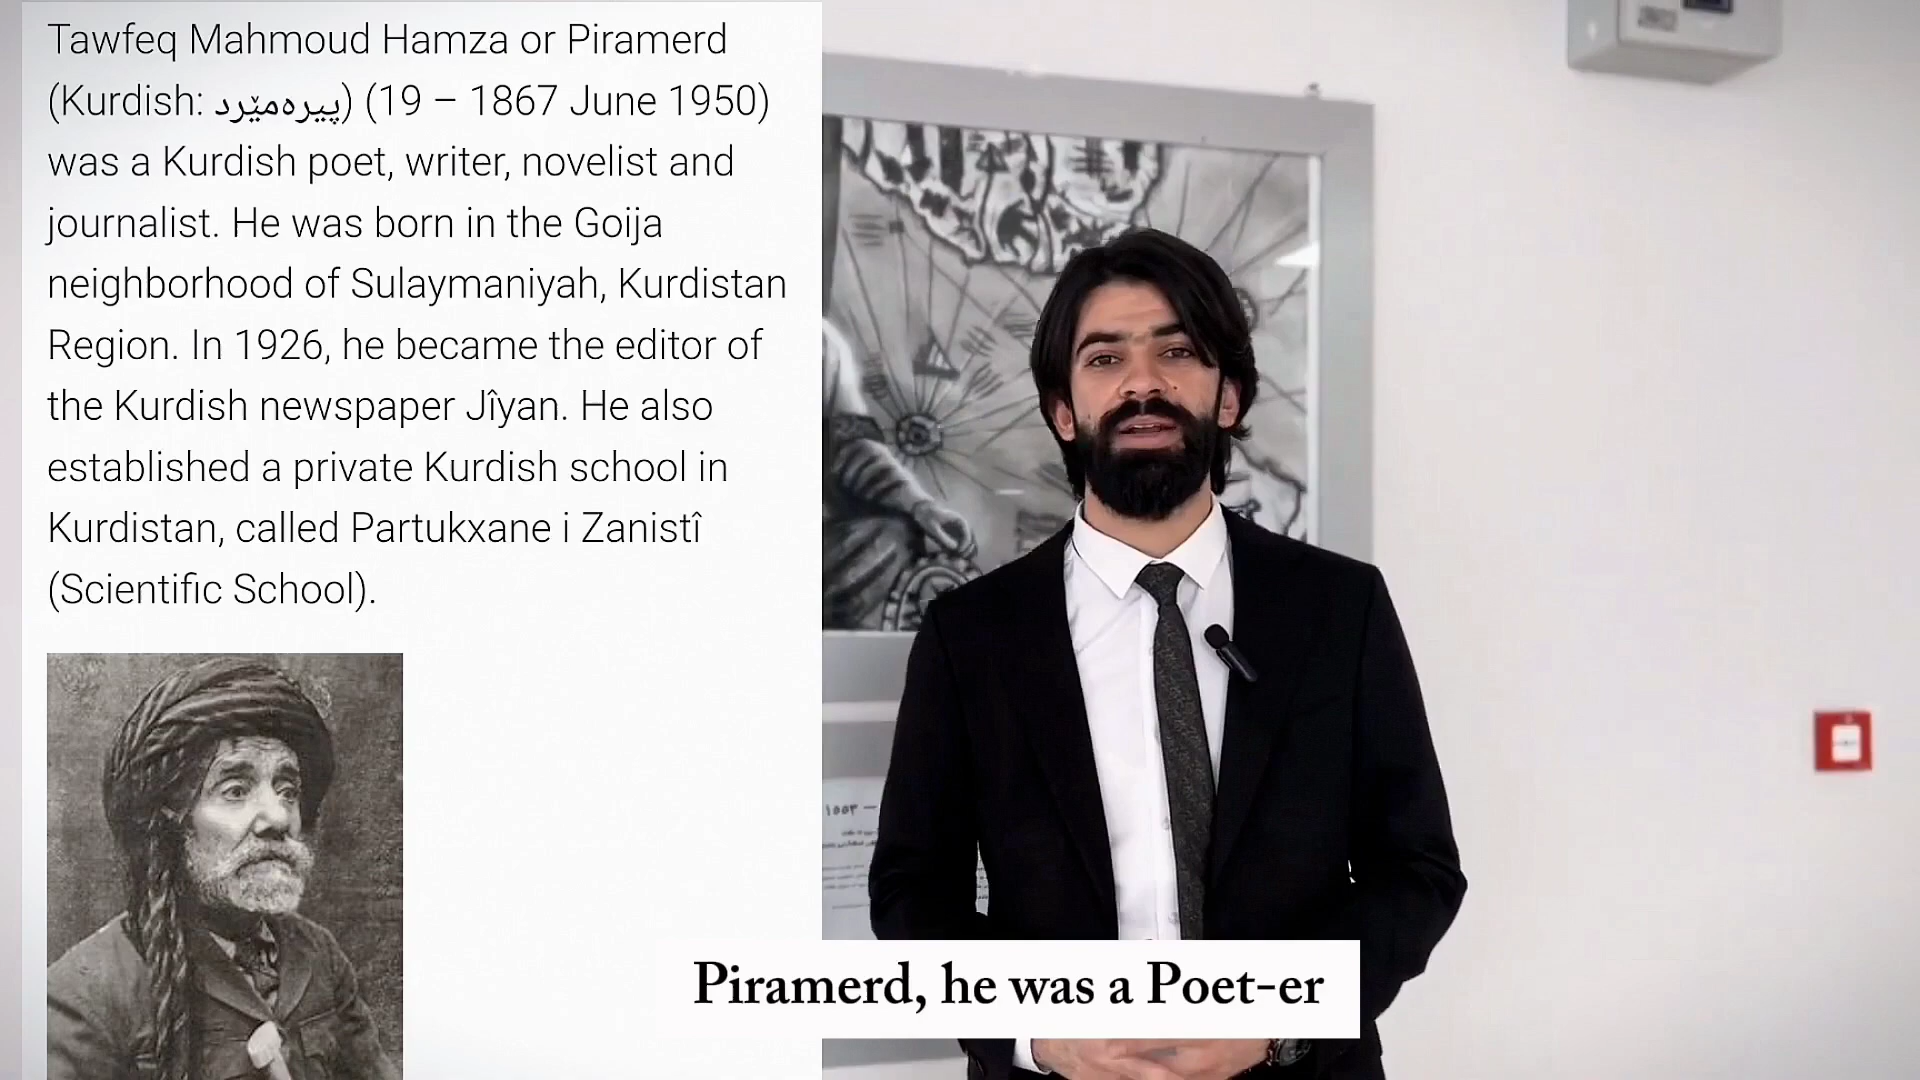 Tawfeq Mahmoud Hamza or Piramerd
(Kurdish: پیرەمێرد) (19 – 1867 June 1950)
was a Kurdish poet, writer, novelist and
journalist. He was born in the Goija
neighborhood of Sulaymaniyah, Kurdistan
Region. In 1926, he became the editor of
the Kurdish newspaper Jîyan. He also
established a private Kurdish school in
Kurdistan, called Partukxane i Zanistî
(Scientific School).
Piramerd, he was a Poet-er